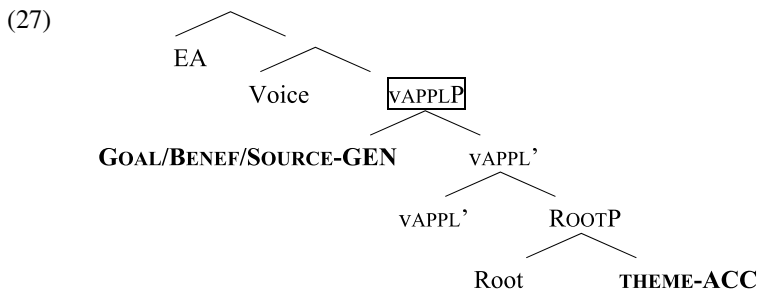 (27)
EA
Voice vAPPLP
GOAL/BENEF/SOURCE-GEN vAPPL’
vAPPL’ ROOTP
Root THEME-ACC